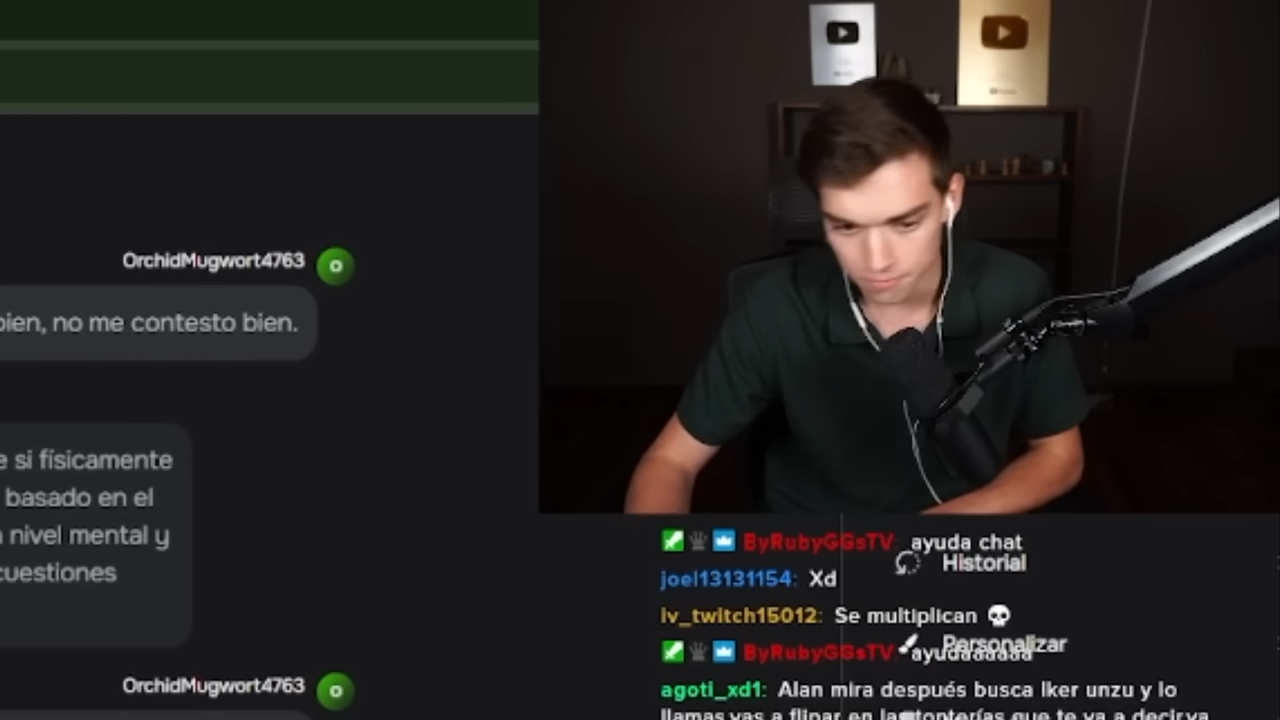 OrchidMugwort4763
O
bien, no me contesto bien.
e si físicamente
basado en el
a nivel mental y
cuestiones
OrchidMugwort4763
O
ByRubyGGsTV: ayuda chat
Historial
joel13131154: Xd
lv_twitch15012: Se multiplican 💀
Personalizar
ByRubyGGsTV: ayudaaaaaa
agoti_xd1: Alan mira después busca Iker unzu y lo
llamas vas a flipar en las tonterías que te va a decir va